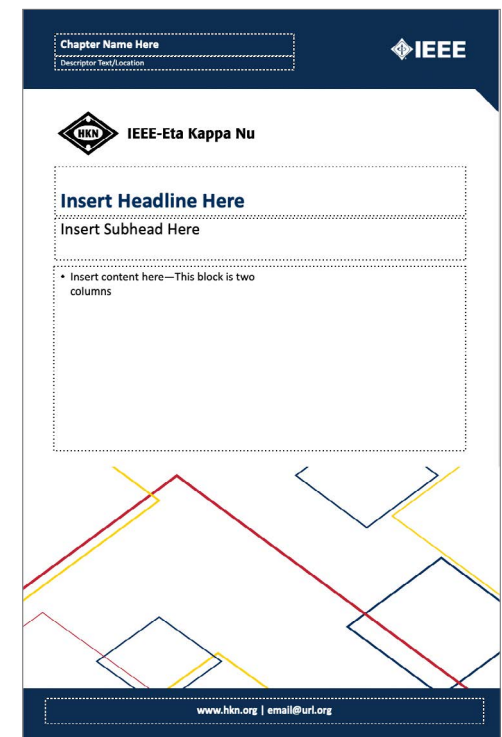 Chapter Name Here
Descriptor Text/Location
IEEE
HKN
IEEE-Eta Kappa Nu
Insert Headline Here
Insert Subhead Here
• Insert content here—This block is two
columns
www.hkn.org | email@url.org